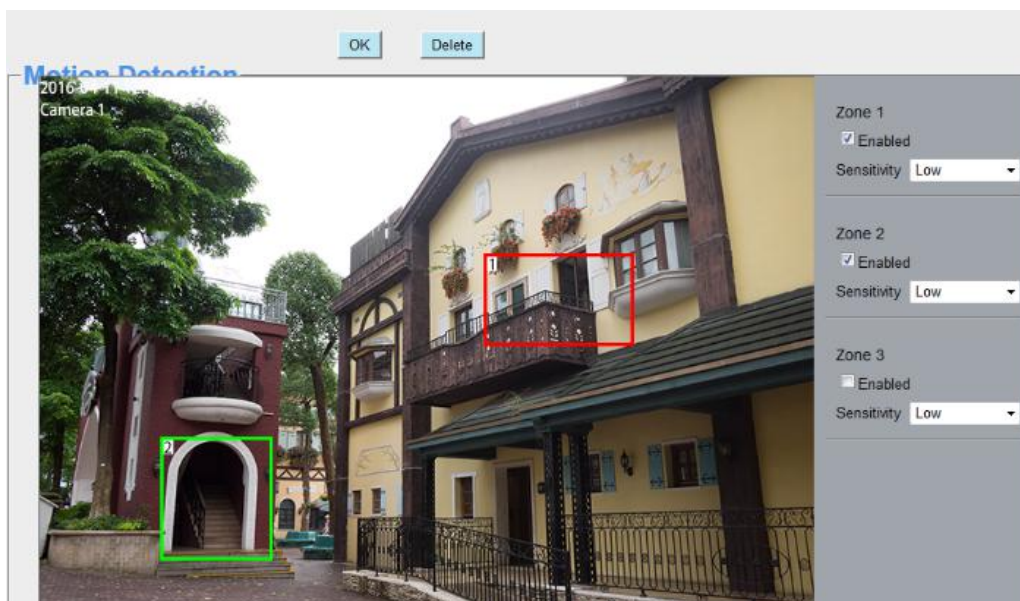 OK Delete
Motion Detection
Camera 1
Zone 1
Enabled
Sensitivity Low
Zone 2
Enabled
Sensitivity Low
Zone 3
Enabled
Sensitivity Low
1
2